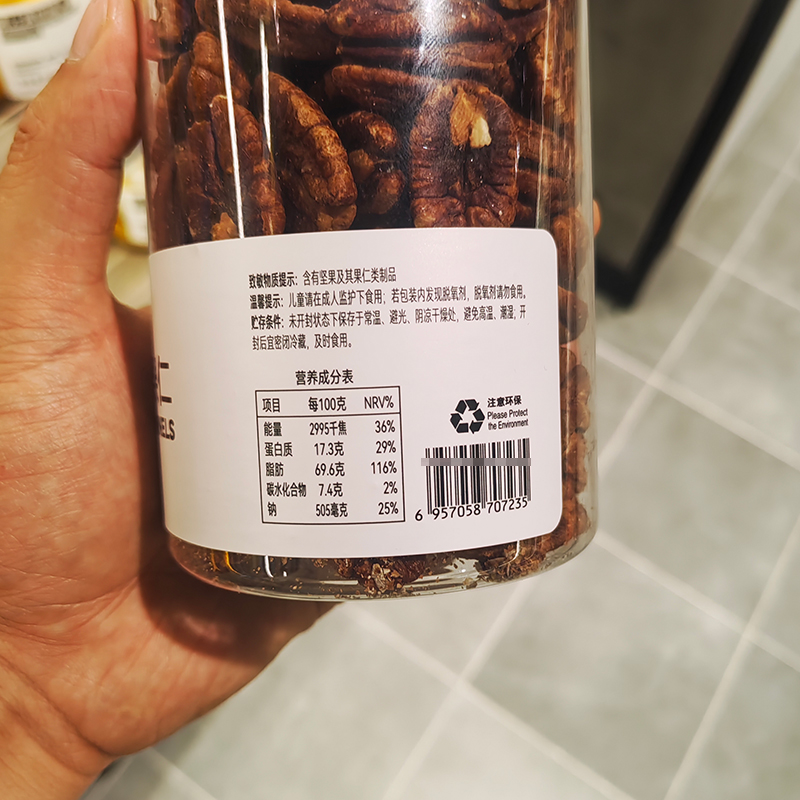 致敏物质提示：含有坚果及其果仁类制品
温馨提示：儿童请在成人监护下食用；若包装内发现脱氧剂，脱氧剂请勿食用。
贮存条件：未开封状态下保存于常温、避光、阴凉干燥处，避免高温、潮湿，开
封后宜密闭冷藏，及时食用。
营养成分表
项目 每100克 NRV%
能量 2995千焦 36%
蛋白质 17.3克 29%
脂肪 69.6克 116%
碳水化合物 7.4克 2%
钠 505毫克 25%
注意环保
Please Protect
the Environment
6 957058 707235
仁
ELS